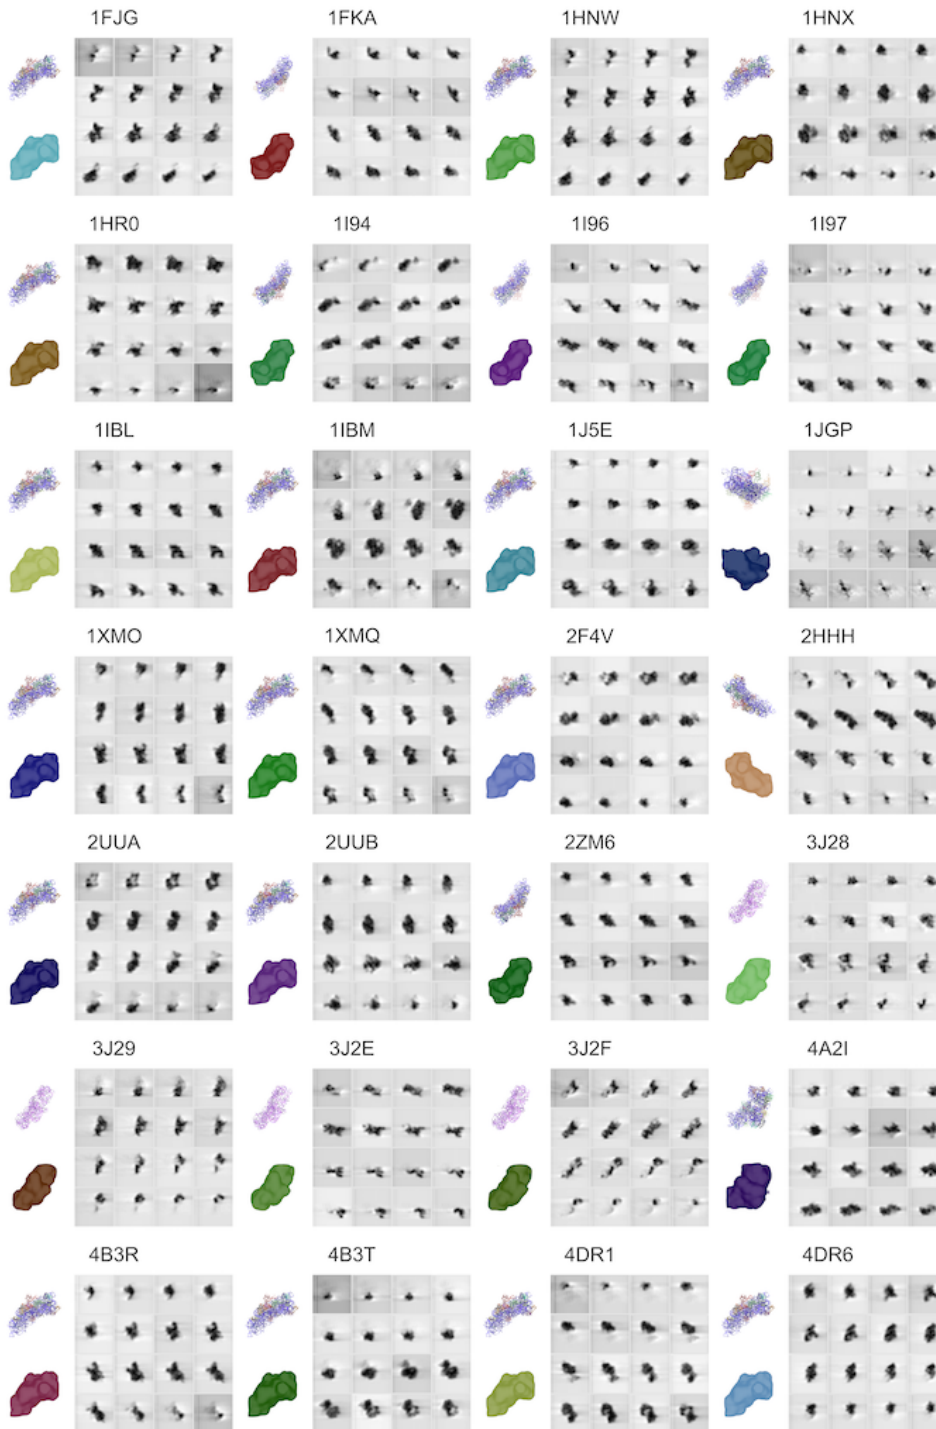 1FJG 1FKA 1HNW 1HNX
1HR0 1I94 1I96 1I97
1IBL 1IBM 1J5E 1JGP
1XMO 1XMQ 2F4V 2HHH
2UUA 2UUB 2ZM6 3J28
3J29 3J2E 3J2F 4A2I
4B3R 4B3T 4DR1 4DR6